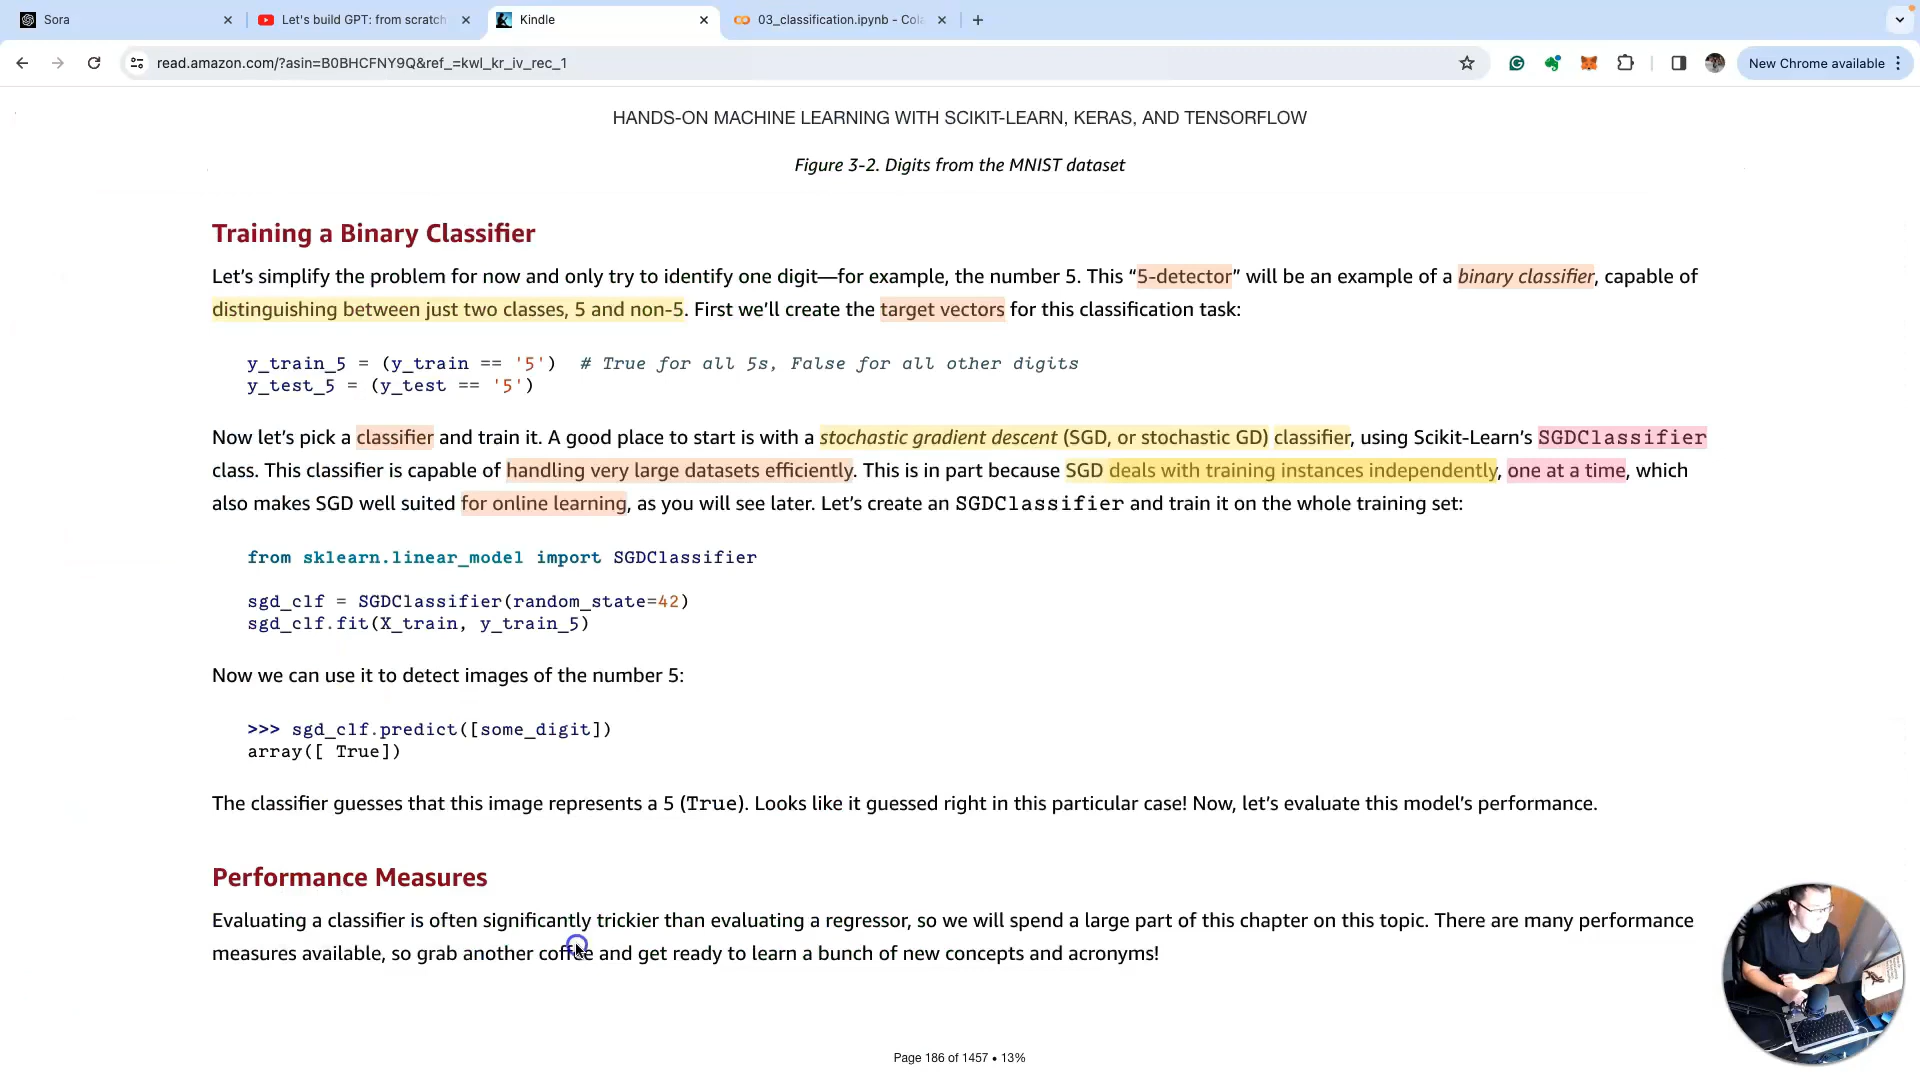 Sora
Let's build GPT: from scratch
Kindle
03_classification.ipynb - Cola
read.amazon.com/?asin=B0BHCFNY9Q&ref_=kwl_kr_iv_rec_1
New Chrome available
HANDS-ON MACHINE LEARNING WITH SCIKIT-LEARN, KERAS, AND TENSORFLOW
Figure 3-2. Digits from the MNIST dataset
Training a Binary Classifier
Let’s simplify the problem for now and only try to identify one digit—for example, the number 5. This “5-detector” will be an example of a binary classifier, capable of
distinguishing between just two classes, 5 and non-5. First we’ll create the target vectors for this classification task:
y_train_5 = (y_train == '5')  # True for all 5s, False for all other digits
y_test_5 = (y_test == '5')
Now let’s pick a classifier and train it. A good place to start is with a stochastic gradient descent (SGD, or stochastic GD) classifier, using Scikit-Learn’s SGDClassifier
class. This classifier is capable of handling very large datasets efficiently. This is in part because SGD deals with training instances independently, one at a time, which
also makes SGD well suited for online learning, as you will see later. Let’s create an SGDClassifier and train it on the whole training set:
from sklearn.linear_model import SGDClassifier
sgd_clf = SGDClassifier(random_state=42)
sgd_clf.fit(X_train, y_train_5)
Now we can use it to detect images of the number 5:
>>> sgd_clf.predict([some_digit])
array([ True])
The classifier guesses that this image represents a 5 (True). Looks like it guessed right in this particular case! Now, let’s evaluate this model’s performance.
Performance Measures
Evaluating a classifier is often significantly trickier than evaluating a regressor, so we will spend a large part of this chapter on this topic. There are many performance
measures available, so grab another coffee and get ready to learn a bunch of new concepts and acronyms!
Page 186 of 1457 • 13%